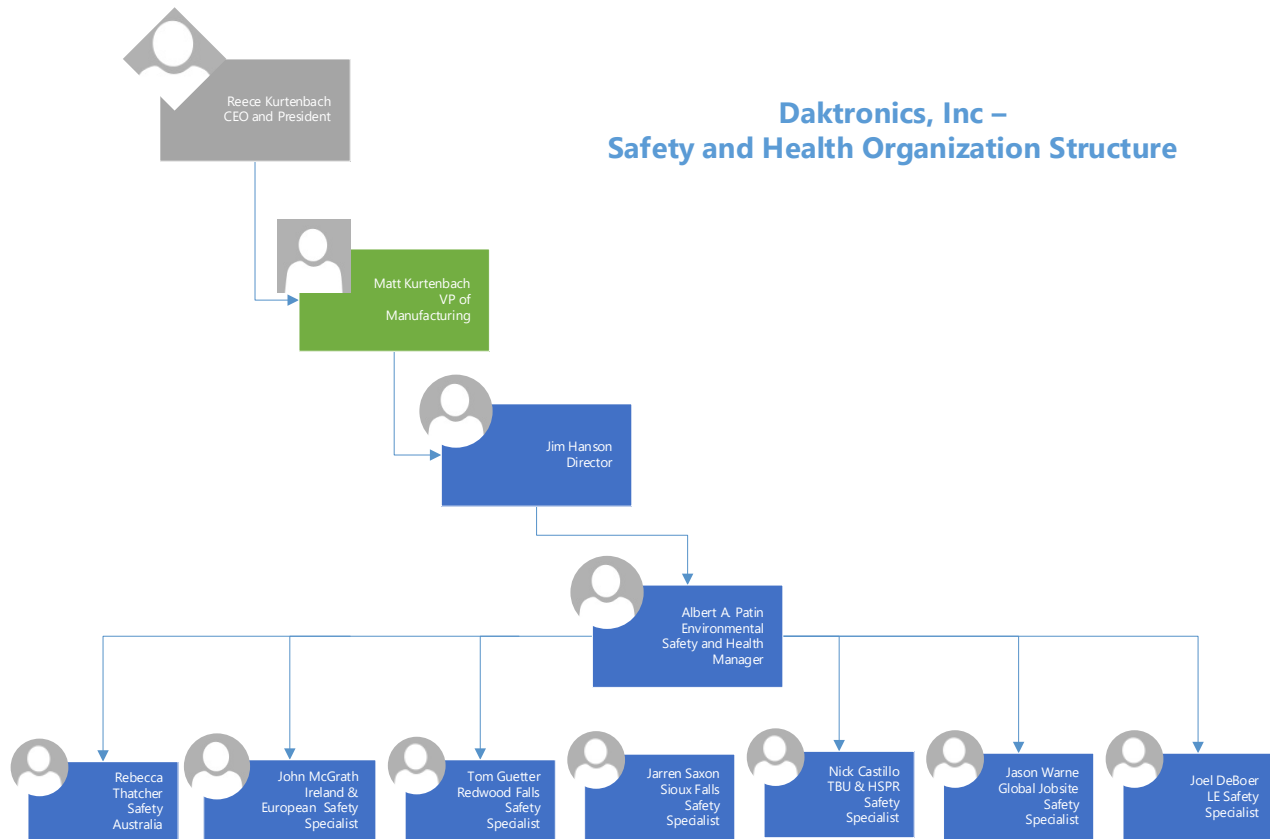 Daktronics, Inc –
Safety and Health Organization Structure
Reece Kurtenbach
CEO and President
Matt Kurtenbach
VP of
Manufacturing
Jim Hanson
Director
Albert A. Patin
Environmental
Safety and Health
Manager
Rebecca
Thatcher
Safety
Australia
John McGrath
Ireland &
European Safety
Specialist
Tom Guetter
Redwood Falls
Safety
Specialist
Jarren Saxon
Sioux Falls
Safety
Specialist
Nick Castillo
TBU & HSPR
Safety
Specialist
Jason Warne
Global Jobsite
Safety
Specialist
Joel DeBoer
LE Safety
Specialist